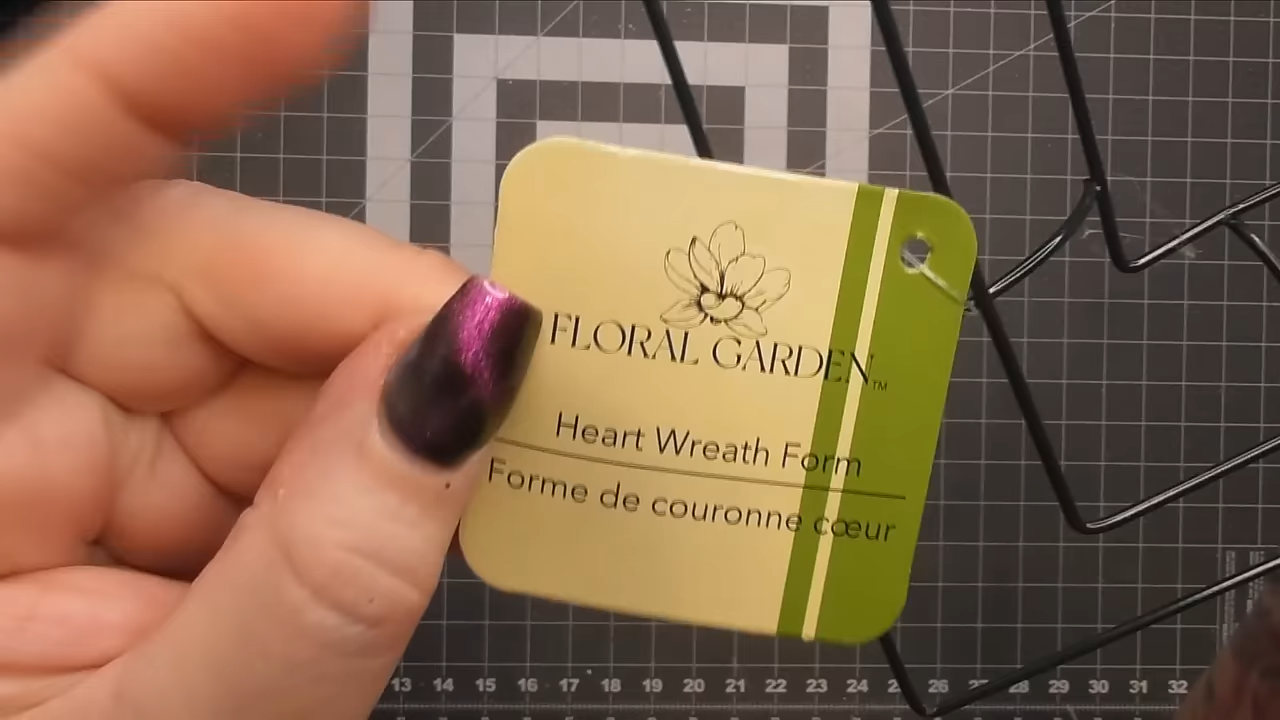 FLORAL GARDEN™
Heart Wreath Form
Forme de couronne cœur
13 14 15 16 17 18 19 20 21 22 23 24 25 26 27 28 29 30 31 32